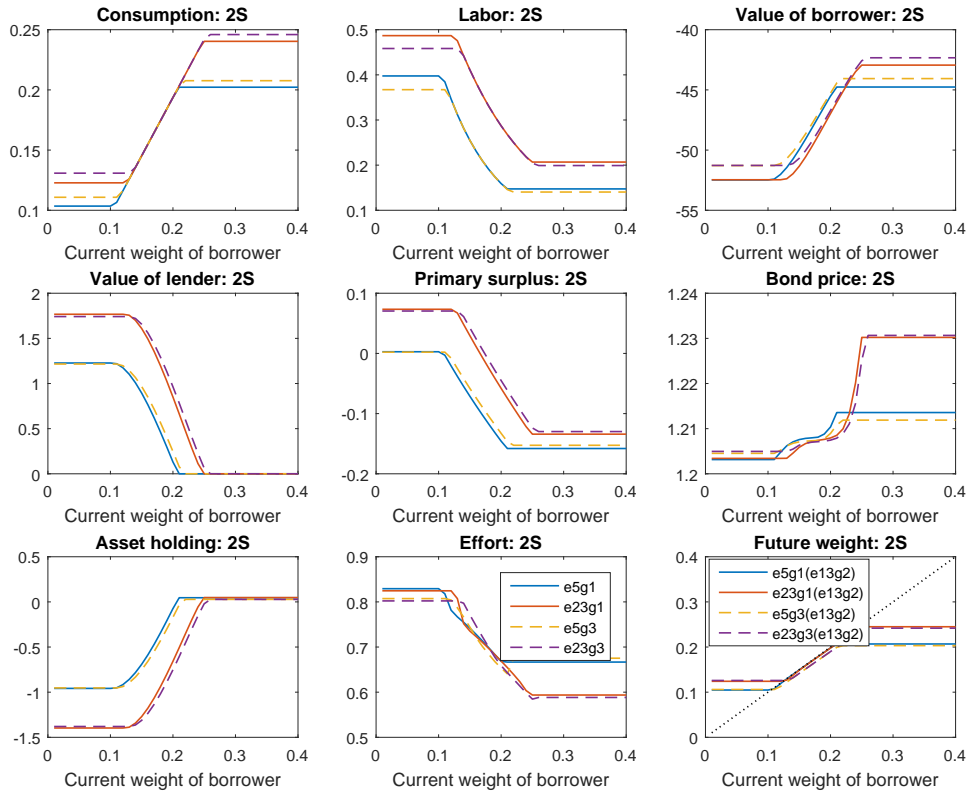 Consumption: 2S
0.25
0.2
0.15
0.1
0 0.1 0.2 0.3 0.4
Current weight of borrower
Labor: 2S
0.5
0.4
0.3
0.2
0.1
0 0.1 0.2 0.3 0.4
Current weight of borrower
Value of borrower: 2S
-40
-45
-50
-55
0 0.1 0.2 0.3 0.4
Current weight of borrower
Value of lender: 2S
2
1.5
1
0.5
0
0 0.1 0.2 0.3 0.4
Current weight of borrower
Primary surplus: 2S
0.1
0
-0.1
-0.2
0 0.1 0.2 0.3 0.4
Current weight of borrower
Bond price: 2S
1.24
1.23
1.22
1.21
1.2
0 0.1 0.2 0.3 0.4
Current weight of borrower
Asset holding: 2S
0.5
0
-0.5
-1
-1.5
0 0.1 0.2 0.3 0.4
Current weight of borrower
Effort: 2S
0.9
0.8
0.7
0.6
0.5
e5g1
e23g1
e5g3
e23g3
0 0.1 0.2 0.3 0.4
Current weight of borrower
Future weight: 2S
0.4
0.3
0.2
0.1
0
e5g1(e13g2)
e23g1(e13g2)
e5g3(e13g2)
e23g3(e13g2)
0 0.1 0.2 0.3 0.4
Current weight of borrower